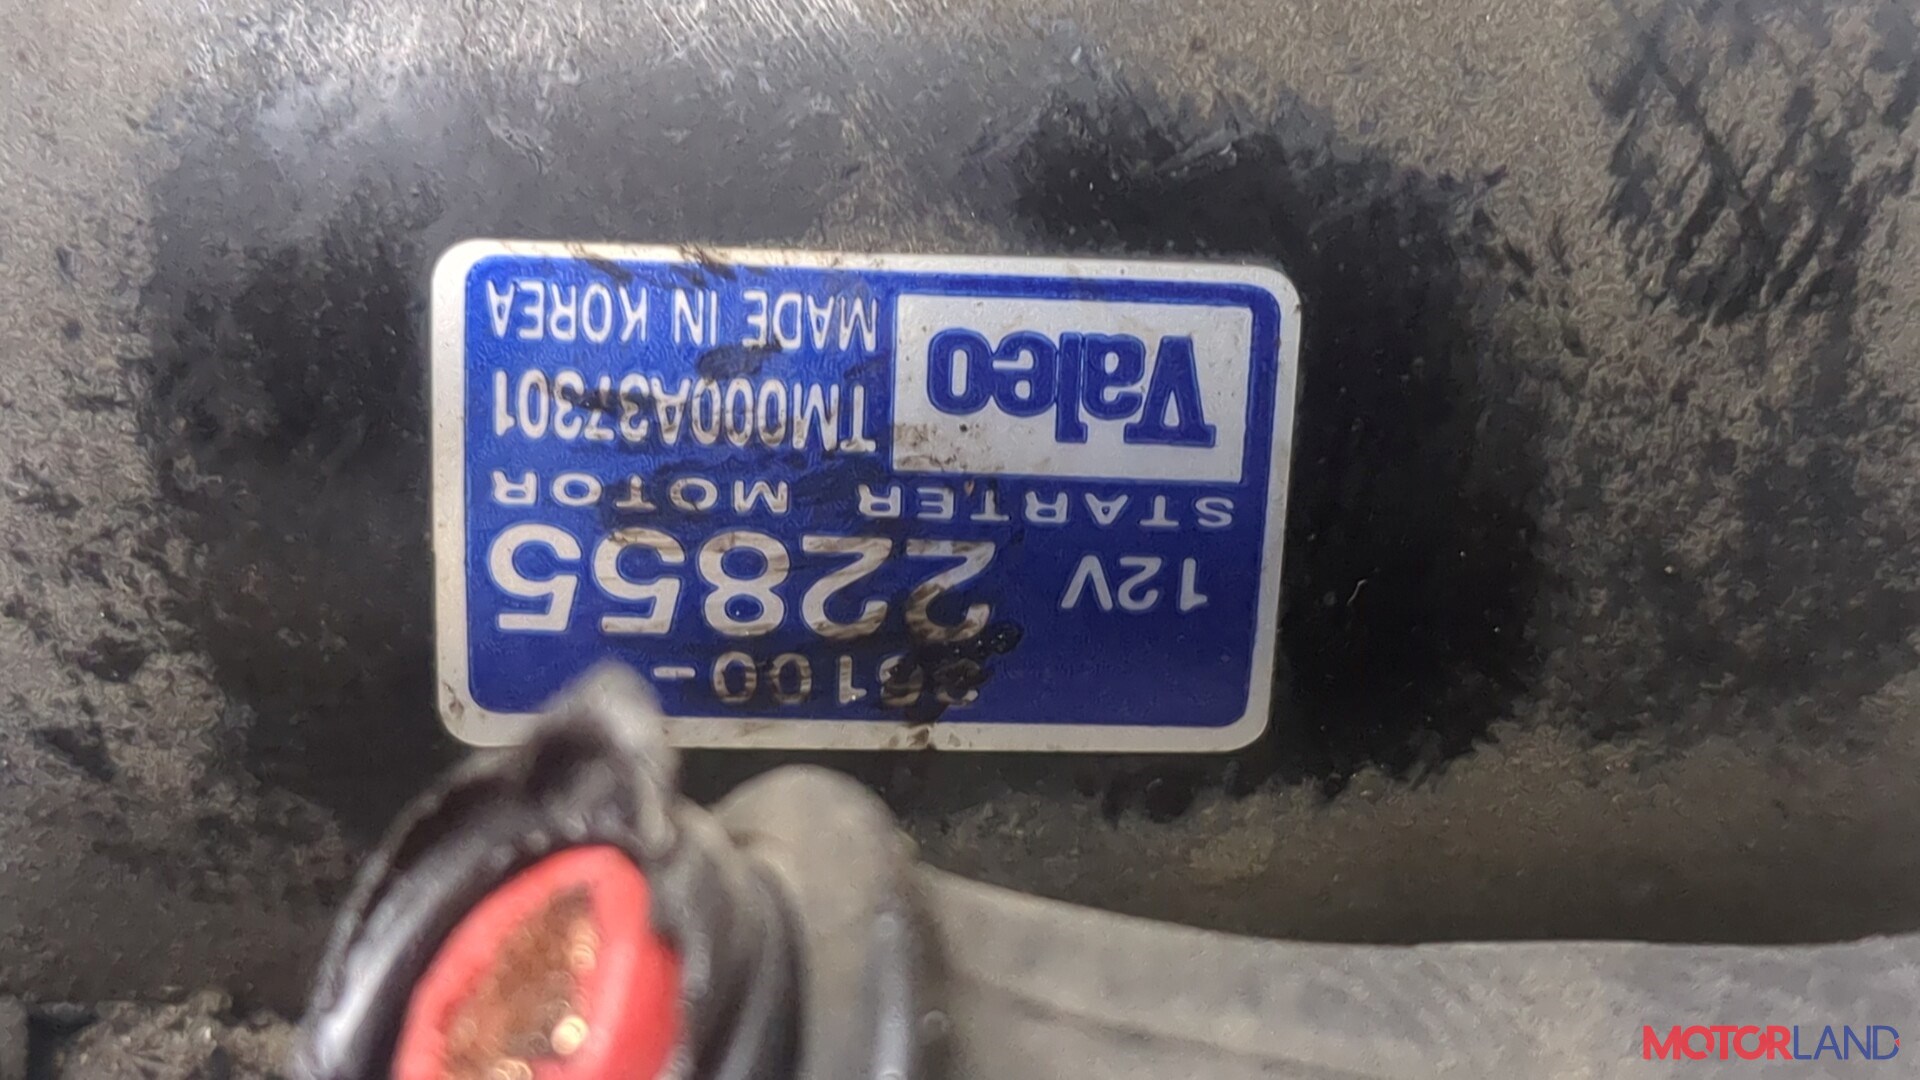 36100-
12V 22855
STARTER MOTOR
Valeo
TM000A37301
MADE IN KOREA
MOTORLAND